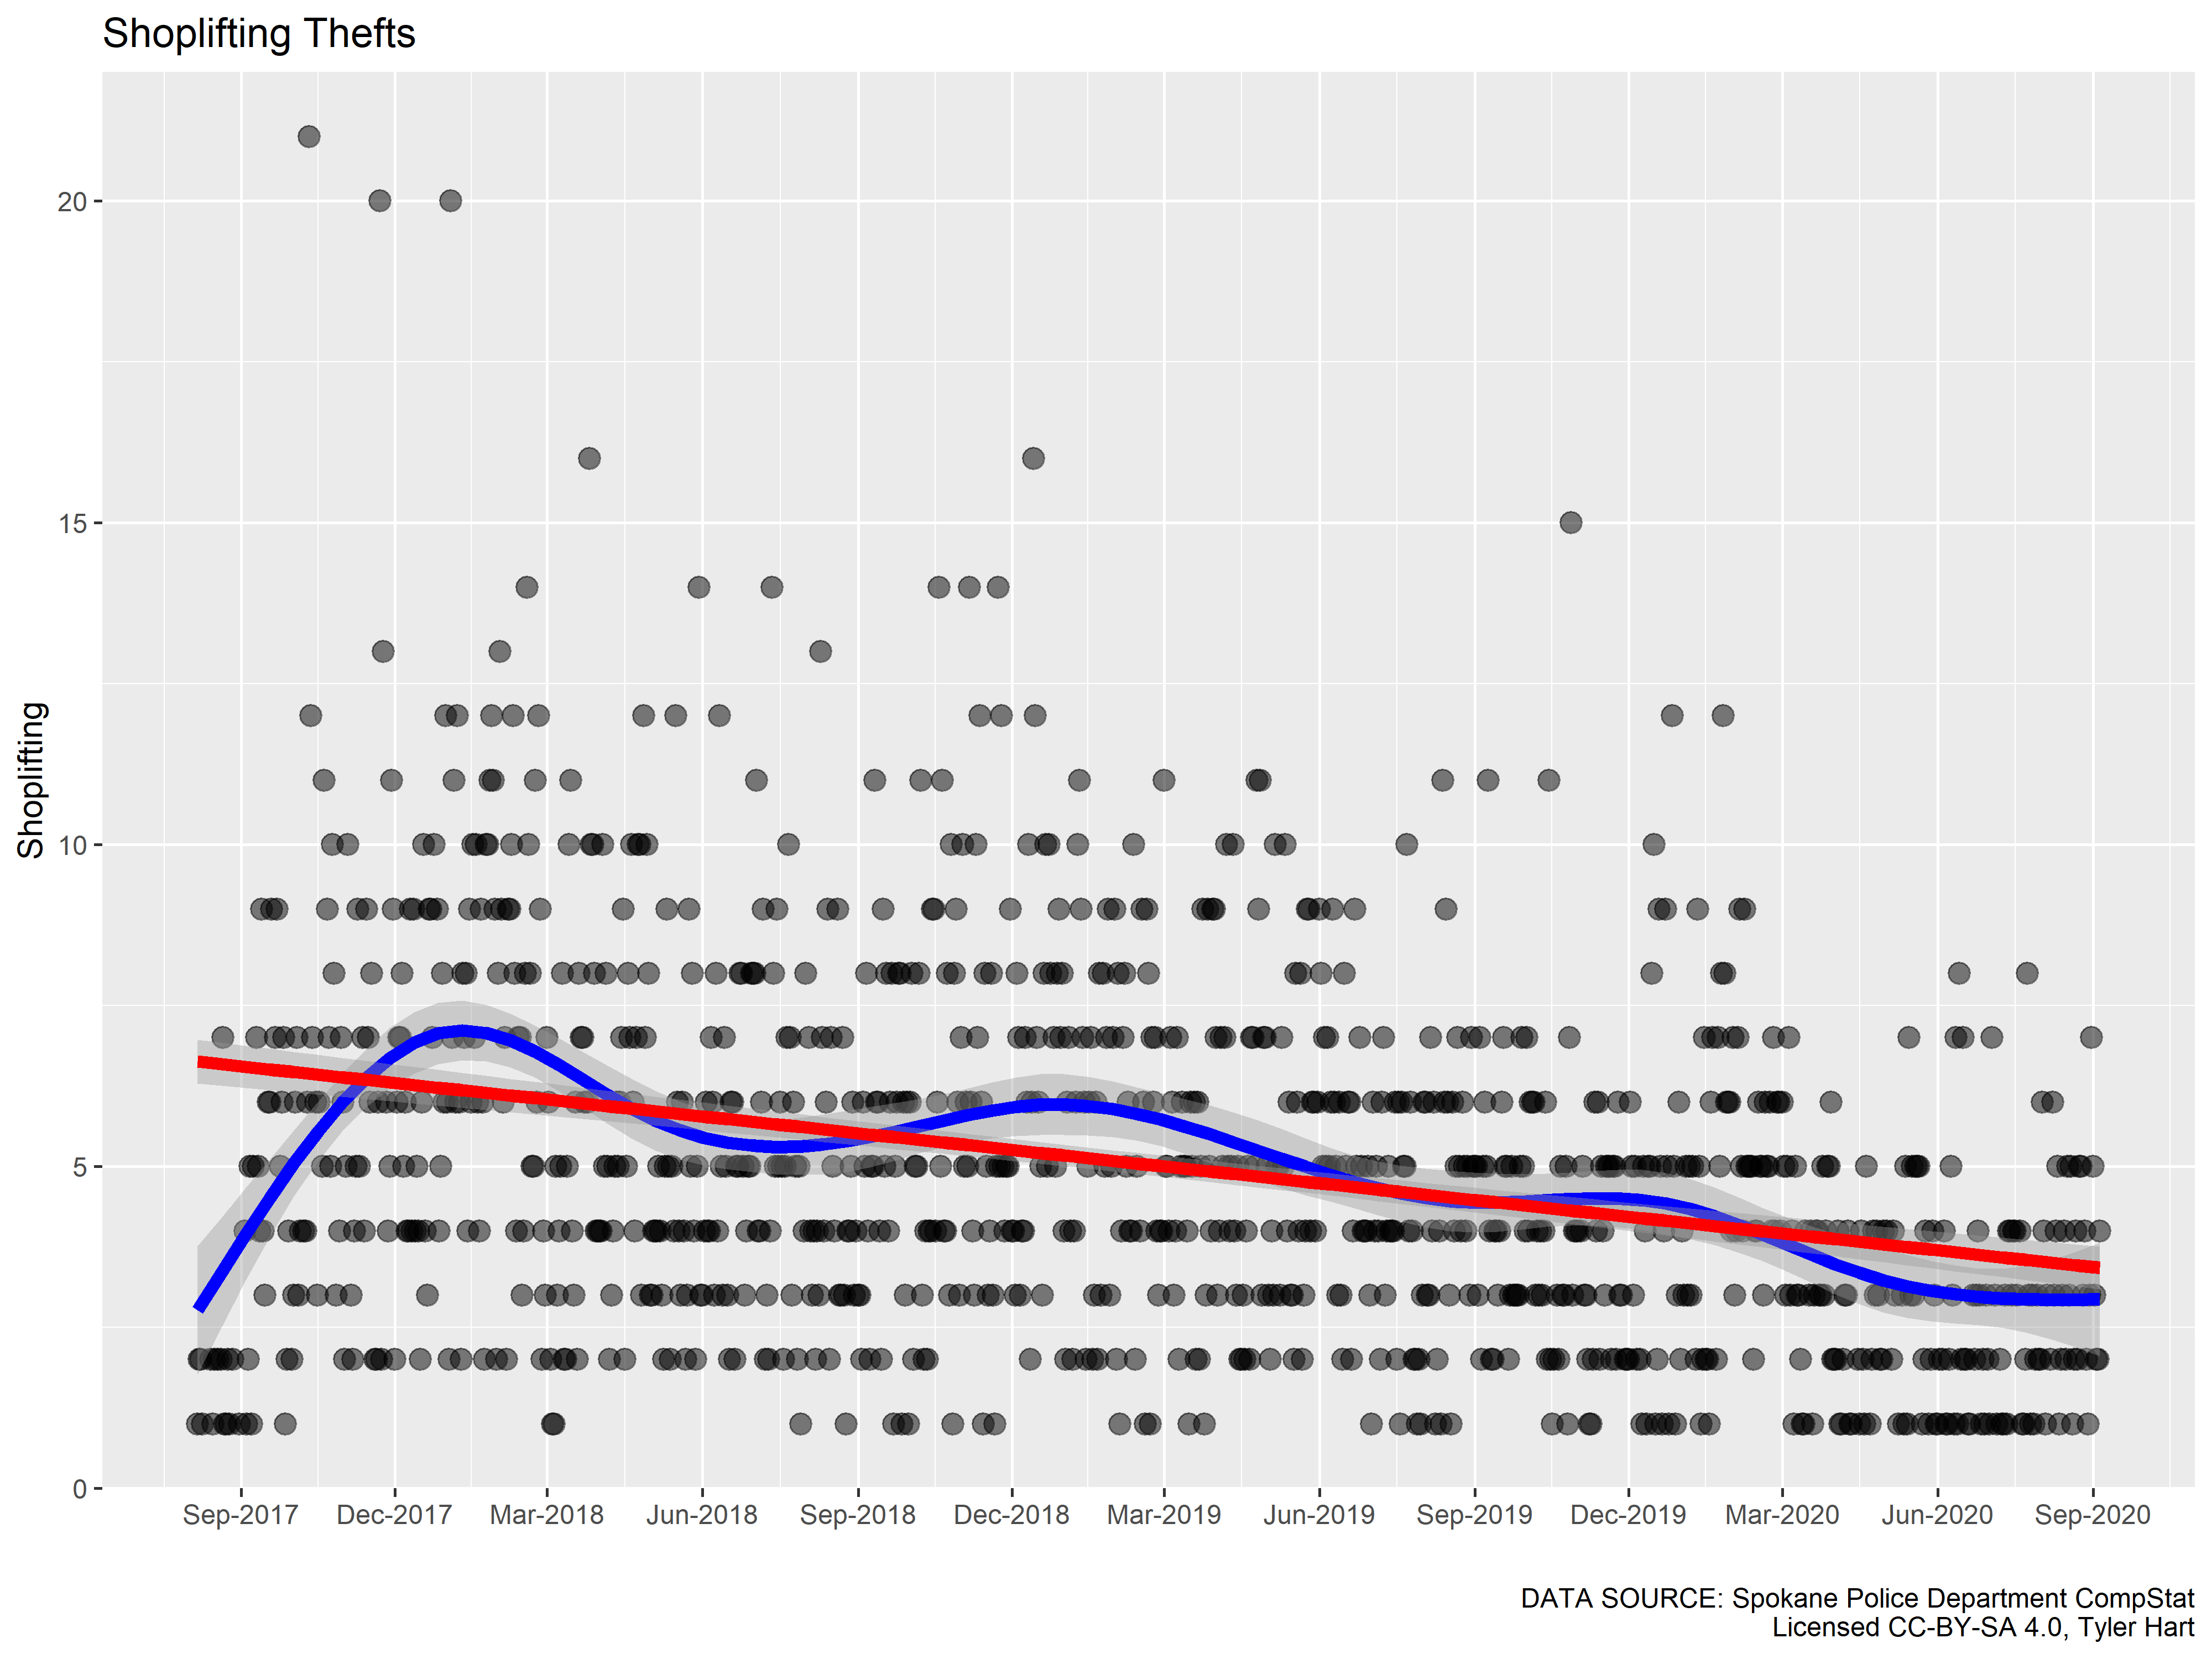 Shoplifting Thefts
Shoplifting
20
15
10
5
0
Sep-2017 Dec-2017 Mar-2018 Jun-2018 Sep-2018 Dec-2018 Mar-2019 Jun-2019 Sep-2019 Dec-2019 Mar-2020 Jun-2020 Sep-2020
DATA SOURCE: Spokane Police Department CompStat
Licensed CC-BY-SA 4.0, Tyler Hart